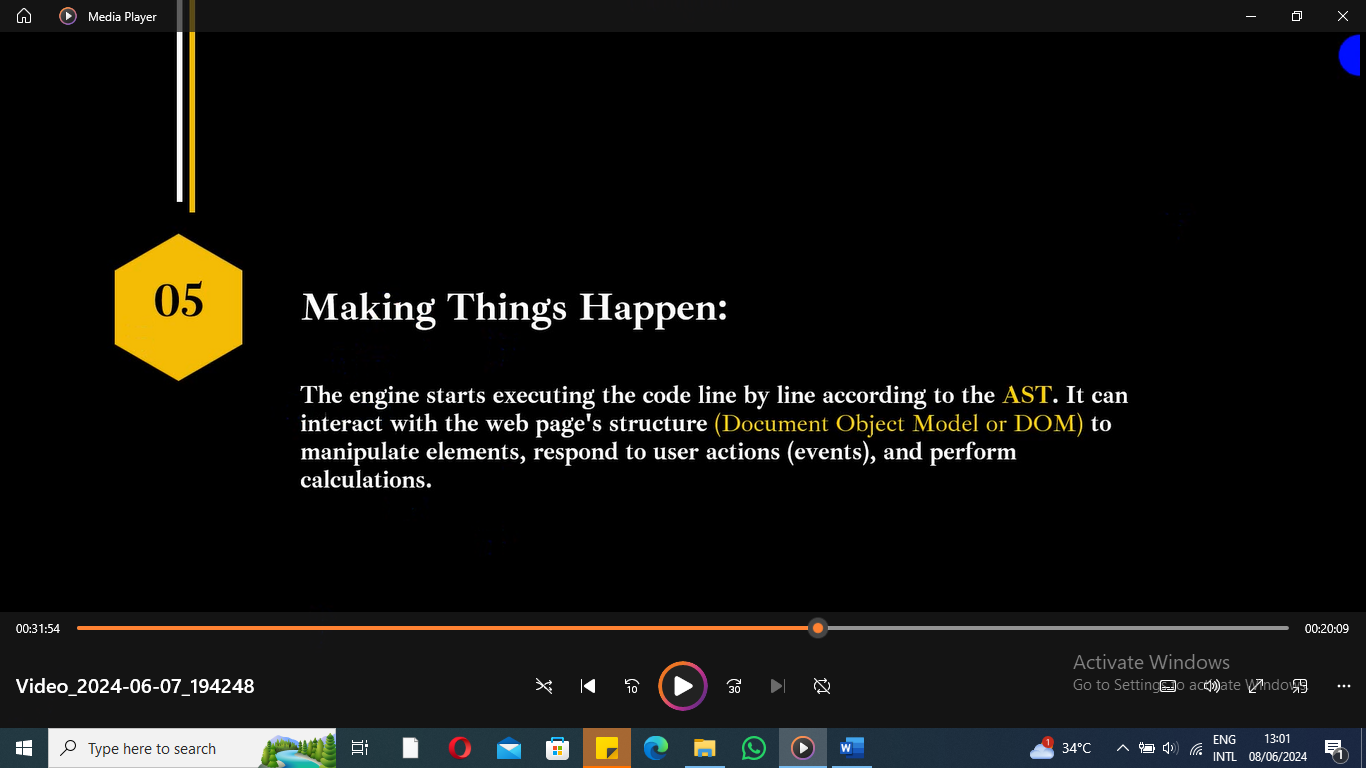 Media Player
05
Making Things Happen:
The engine starts executing the code line by line according to the AST. It can
interact with the web page's structure (Document Object Model or DOM) to
manipulate elements, respond to user actions (events), and perform
calculations.
00:31:54
00:20:09
Activate Windows
Go to Settings to activate Windows.
Video_2024-06-07_194248
10
30
Type here to search
1
34°C
ENG
INTL
13:01
08/06/2024
1